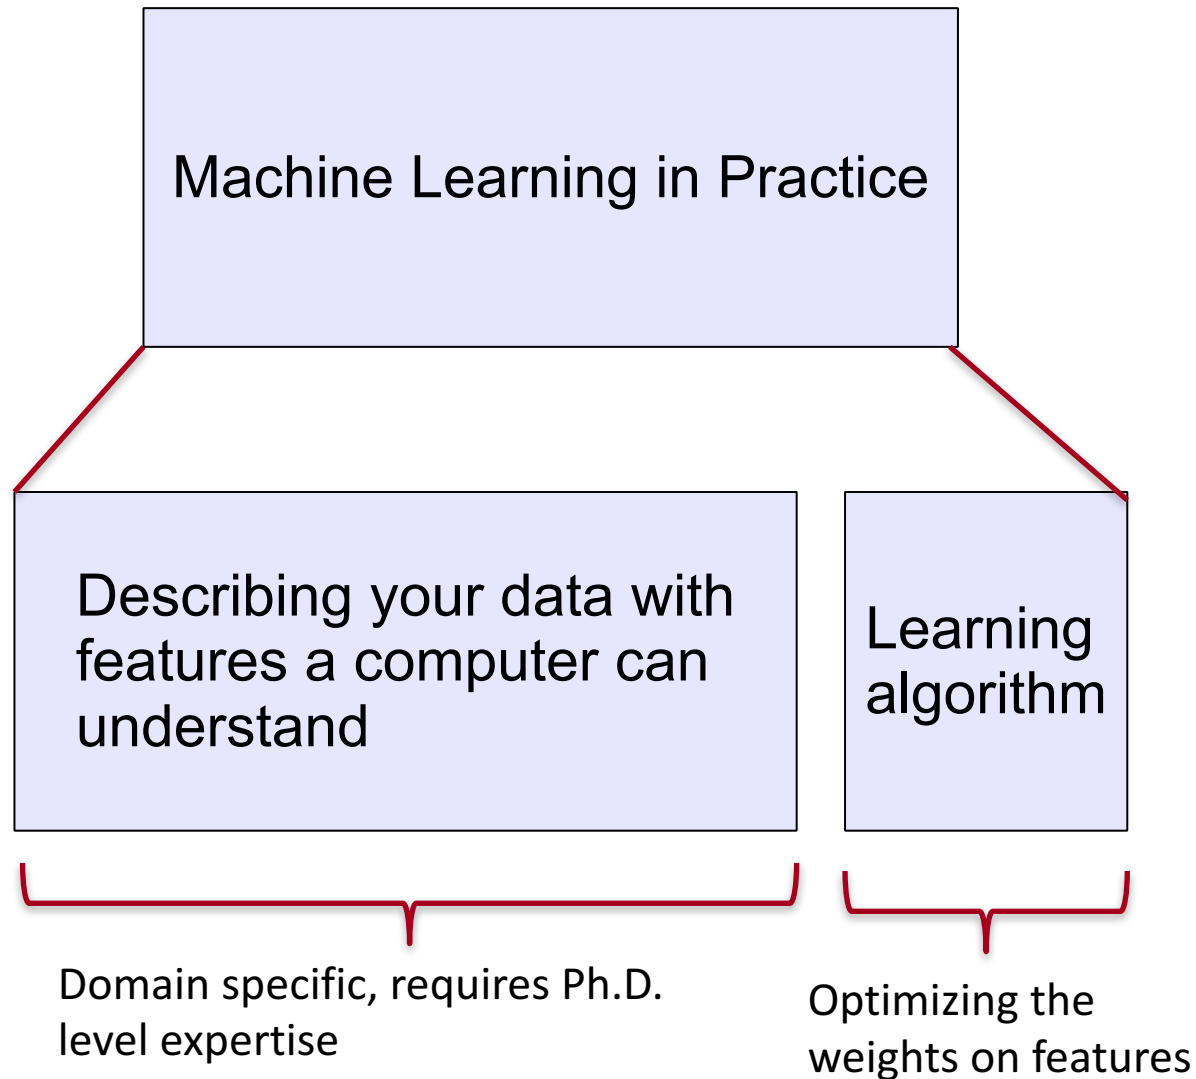 Machine Learning in Practice
Describing your data with
features a computer can
understand
Learning
algorithm
Domain specific, requires Ph.D.
level expertise
Optimizing the
weights on features